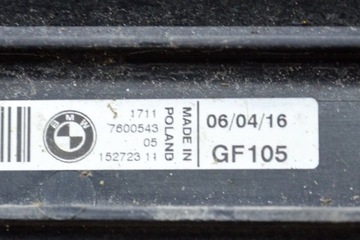 BMW
1711
7600543
05
152723 11
MADE IN
POLAND
06/04/16
GF105